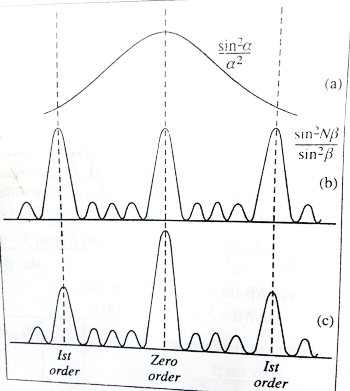 sin²α
α²
(a)
sin²Nβ
sin²β
(b)
(c)
Ist Zero Ist
order order order